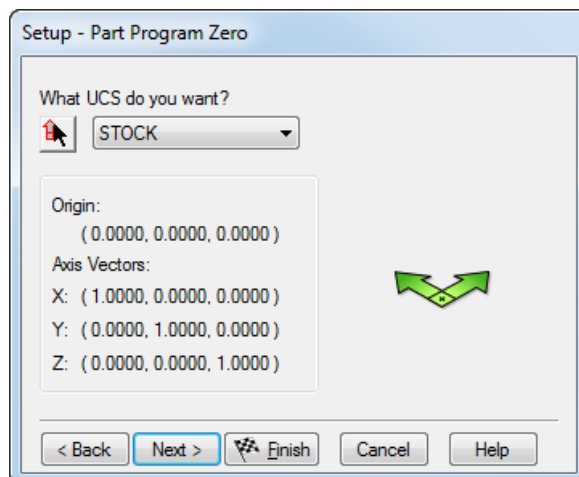 Setup - Part Program Zero
What UCS do you want?
STOCK
Origin:
( 0.0000, 0.0000, 0.0000 )
Axis Vectors:
X: ( 1.0000, 0.0000, 0.0000 )
Y: ( 0.0000, 1.0000, 0.0000 )
Z: ( 0.0000, 0.0000, 1.0000 )
< Back Next > Finish Cancel Help